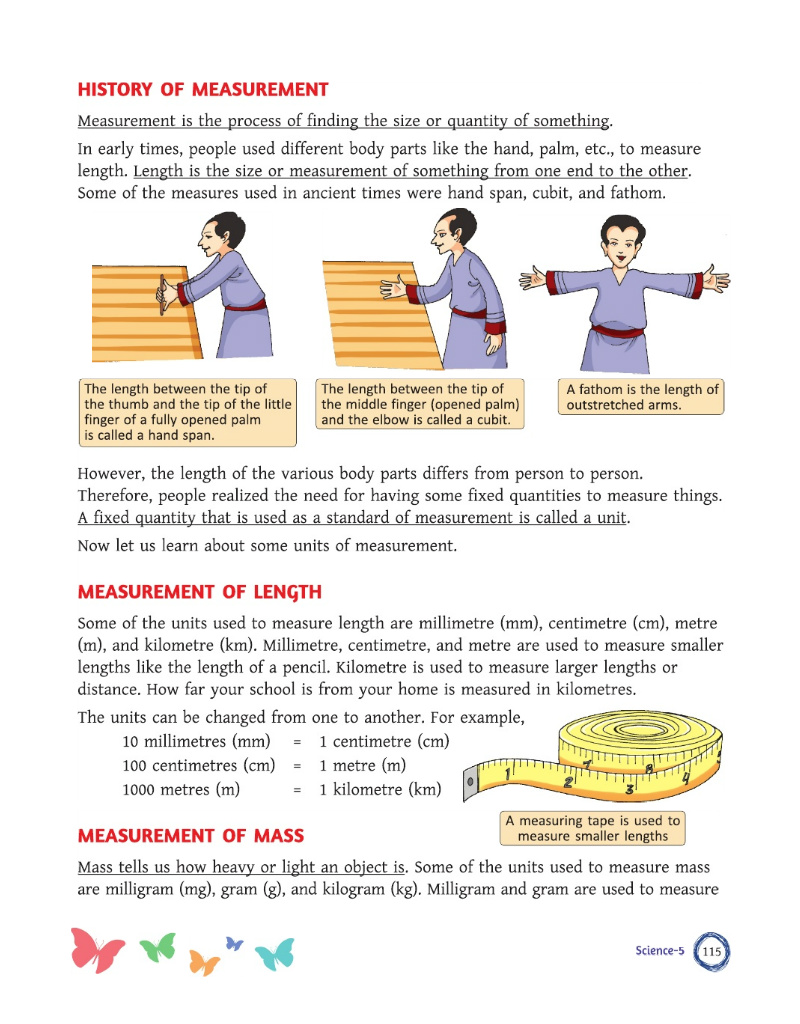 HISTORY OF MEASUREMENT
Measurement is the process of finding the size or quantity of something.
In early times, people used different body parts like the hand, palm, etc., to measure
length. Length is the size or measurement of something from one end to the other.
Some of the measures used in ancient times were hand span, cubit, and fathom.
The length between the tip of
the thumb and the tip of the little
finger of a fully opened palm
is called a hand span.
The length between the tip of
the middle finger (opened palm)
and the elbow is called a cubit.
A fathom is the length of
outstretched arms.
However, the length of the various body parts differs from person to person.
Therefore, people realized the need for having some fixed quantities to measure things.
A fixed quantity that is used as a standard of measurement is called a unit.
Now let us learn about some units of measurement.
MEASUREMENT OF LENGTH
Some of the units used to measure length are millimetre (mm), centimetre (cm), metre
(m), and kilometre (km). Millimetre, centimetre, and metre are used to measure smaller
lengths like the length of a pencil. Kilometre is used to measure larger lengths or
distance. How far your school is from your home is measured in kilometres.
The units can be changed from one to another. For example,
10 millimetres (mm) = 1 centimetre (cm)
100 centimetres (cm) = 1 metre (m)
1000 metres (m) = 1 kilometre (km)
1 2 3 4 7 8
A measuring tape is used to
measure smaller lengths
MEASUREMENT OF MASS
Mass tells us how heavy or light an object is. Some of the units used to measure mass
are milligram (mg), gram (g), and kilogram (kg). Milligram and gram are used to measure
Science-5 115